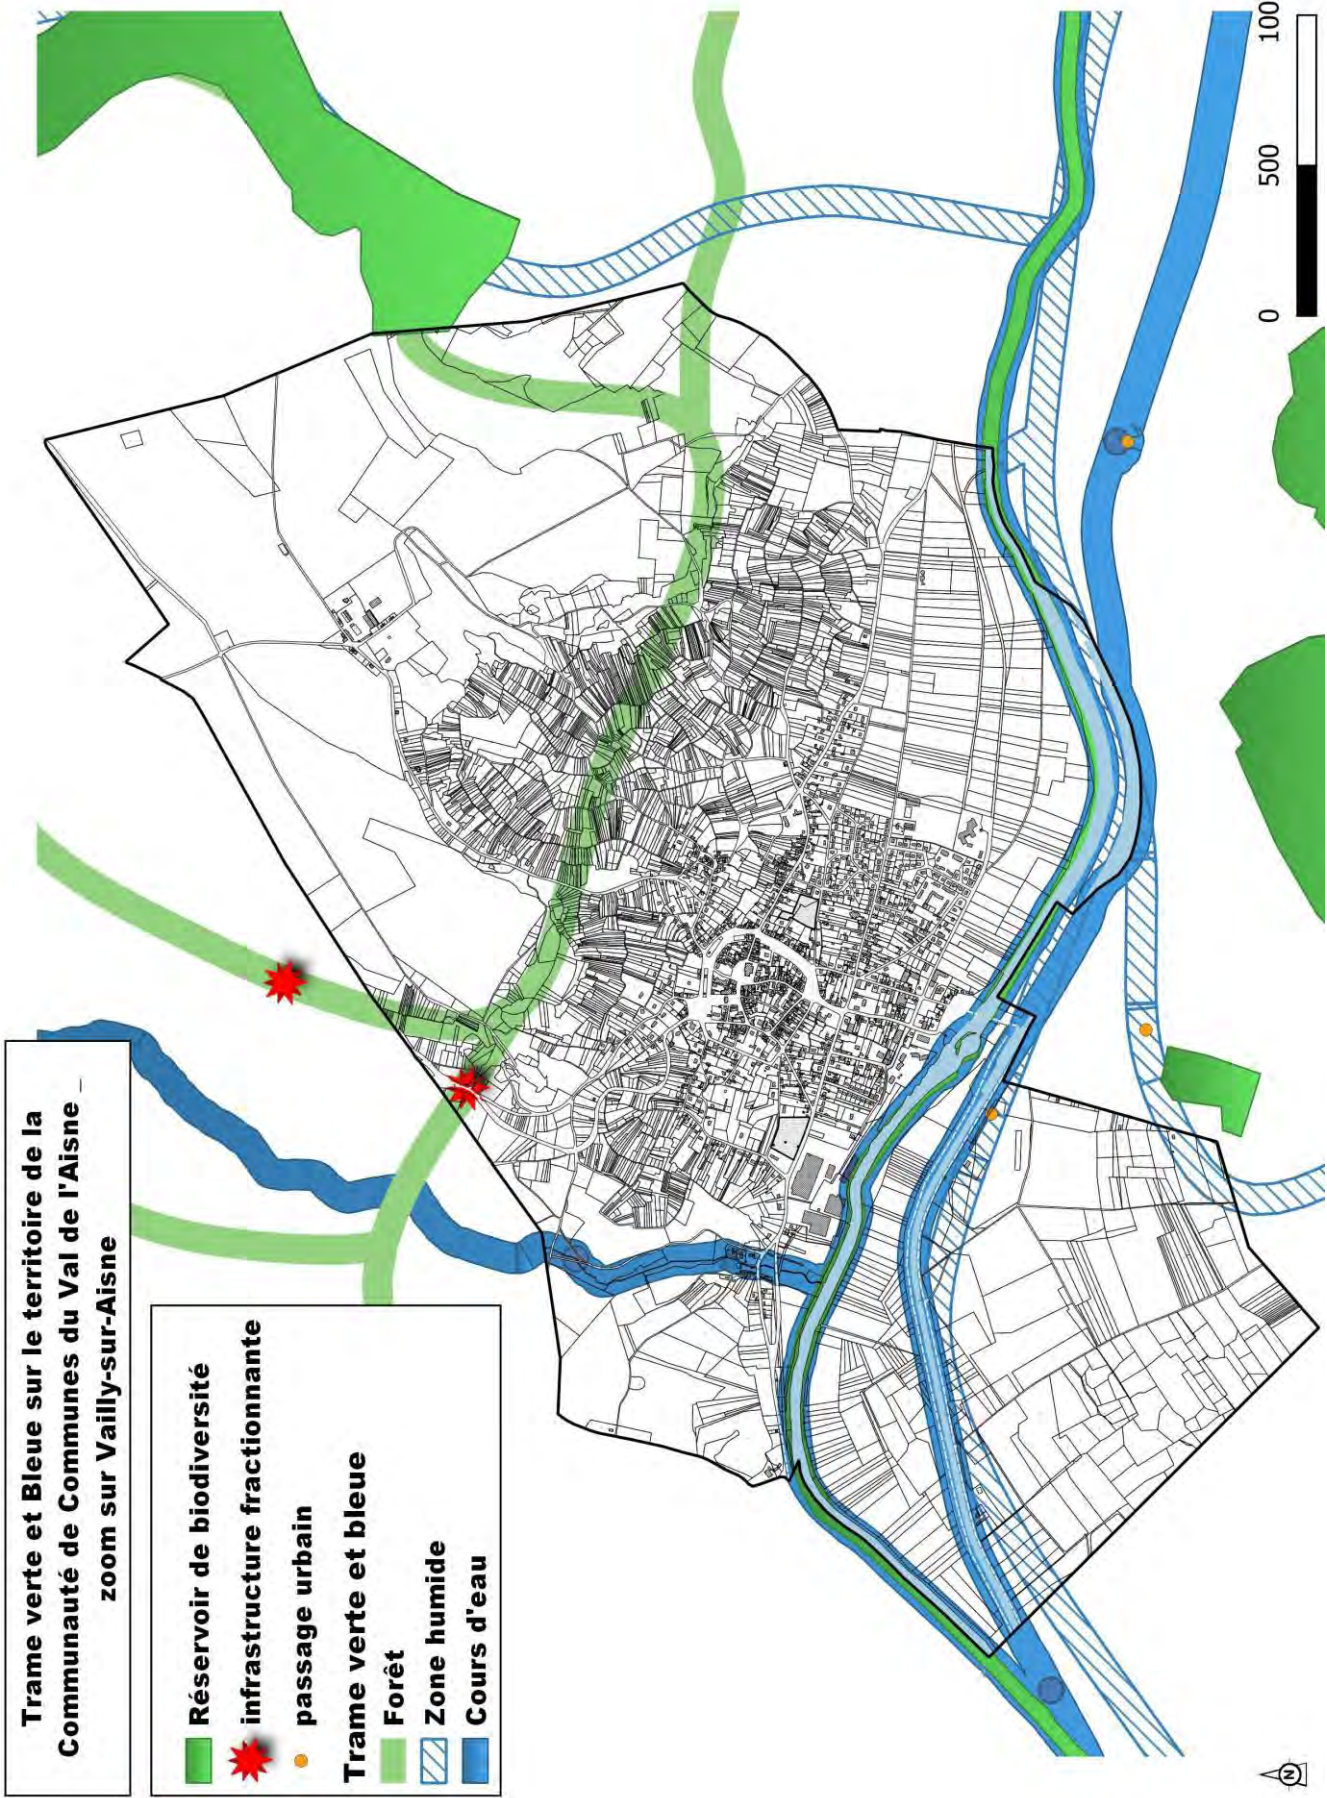 Trame verte et Bleue sur le territoire de la
Communauté de Communes du Val de l'Aisne _
zoom sur Vailly-sur-Aisne
Réservoir de biodiversité
infrastructure fractionnante
passage urbain
Trame verte et bleue
Forêt
Zone humide
Cours d'eau
N
0 500 100